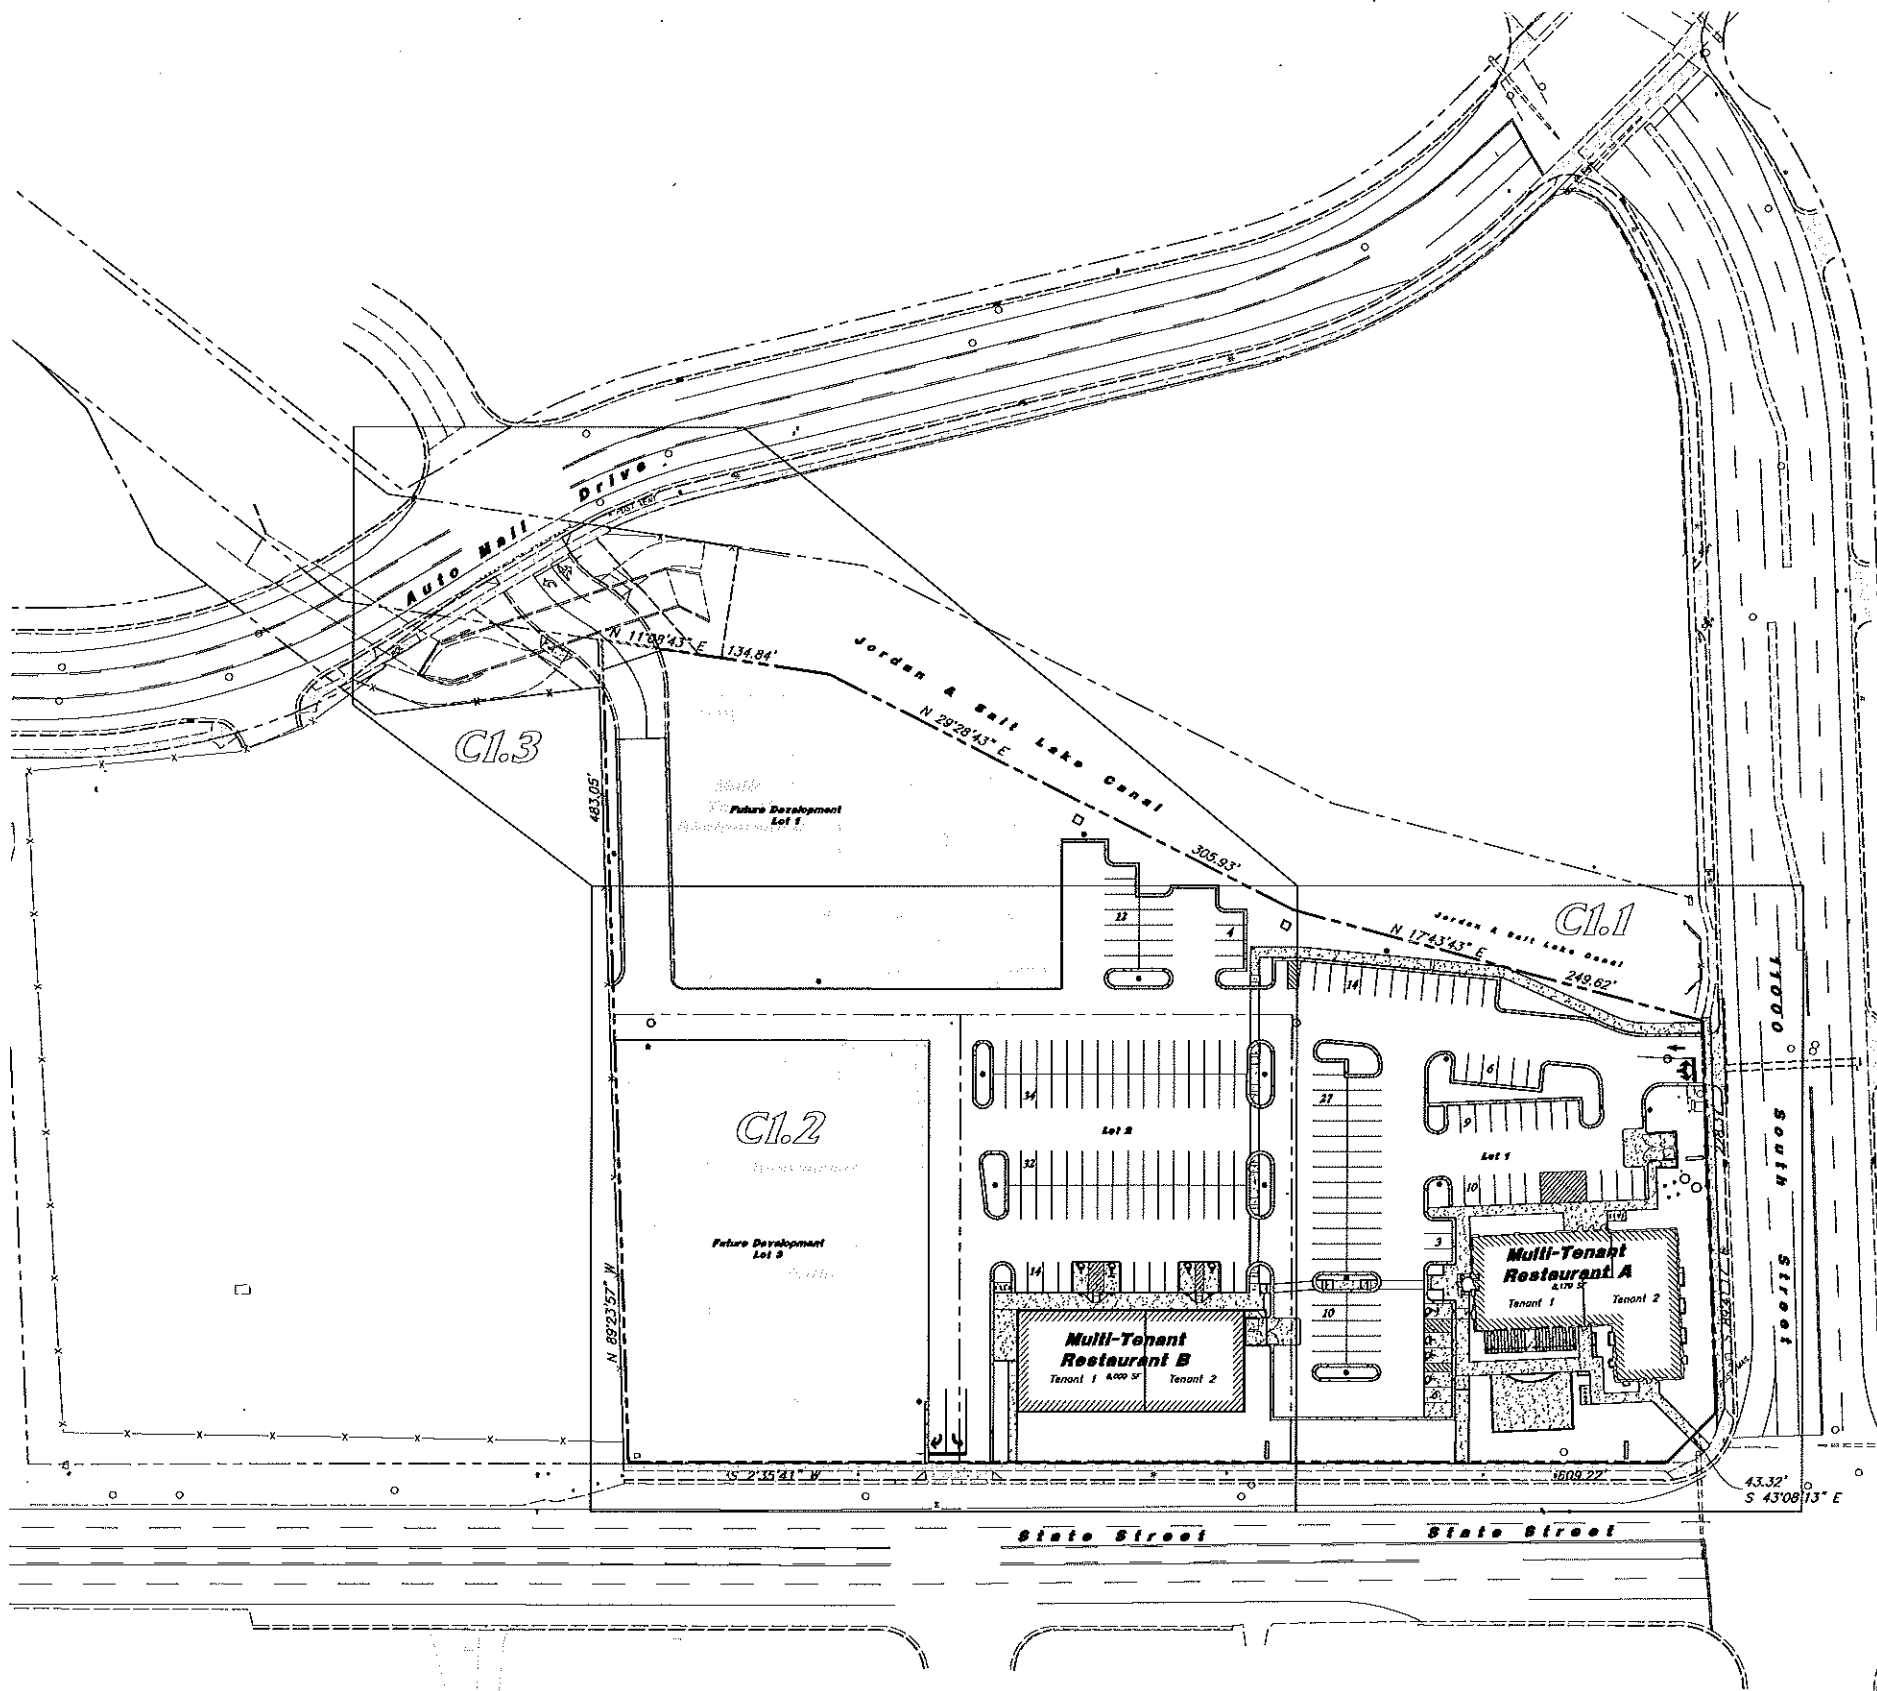 Auto Mall Drive
N 11°08'43" E
134.84'
Jordan & Salt Lake Canal
N 29°28'43" E
C1.3
483.05'
Future Development
Lot 1
305.93'
12
4
Jordan & Salt Lake Canal
C1.1
N 17°43'43" E
249.62'
14
11000 South Street
34
27
6
C1.2
Lot 2
9
Lot 1
32
10
Future Development
Lot 3
3
14
Multi-Tenant
Restaurant A
Tenant 1
Tenant 2
N 89°23'57" W
10
Multi-Tenant
Restaurant B
Tenant 1
Tenant 2
S 2°35'41" W
609.22'
43.32'
S 43°08'13" E
State Street
State Street